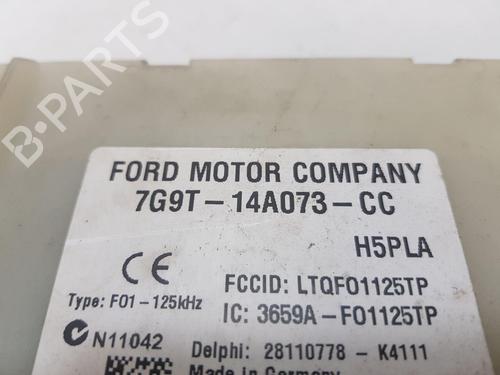 B-PARTS
FORD MOTOR COMPANY
7G9T-14A073-CC
H5PLA
CE
FCCID: LTQFO1125TP
Type: F01-125kHz
IC: 3659A-FO1125TP
N11042
Delphi: 28110778 - K4111
Made in Germany